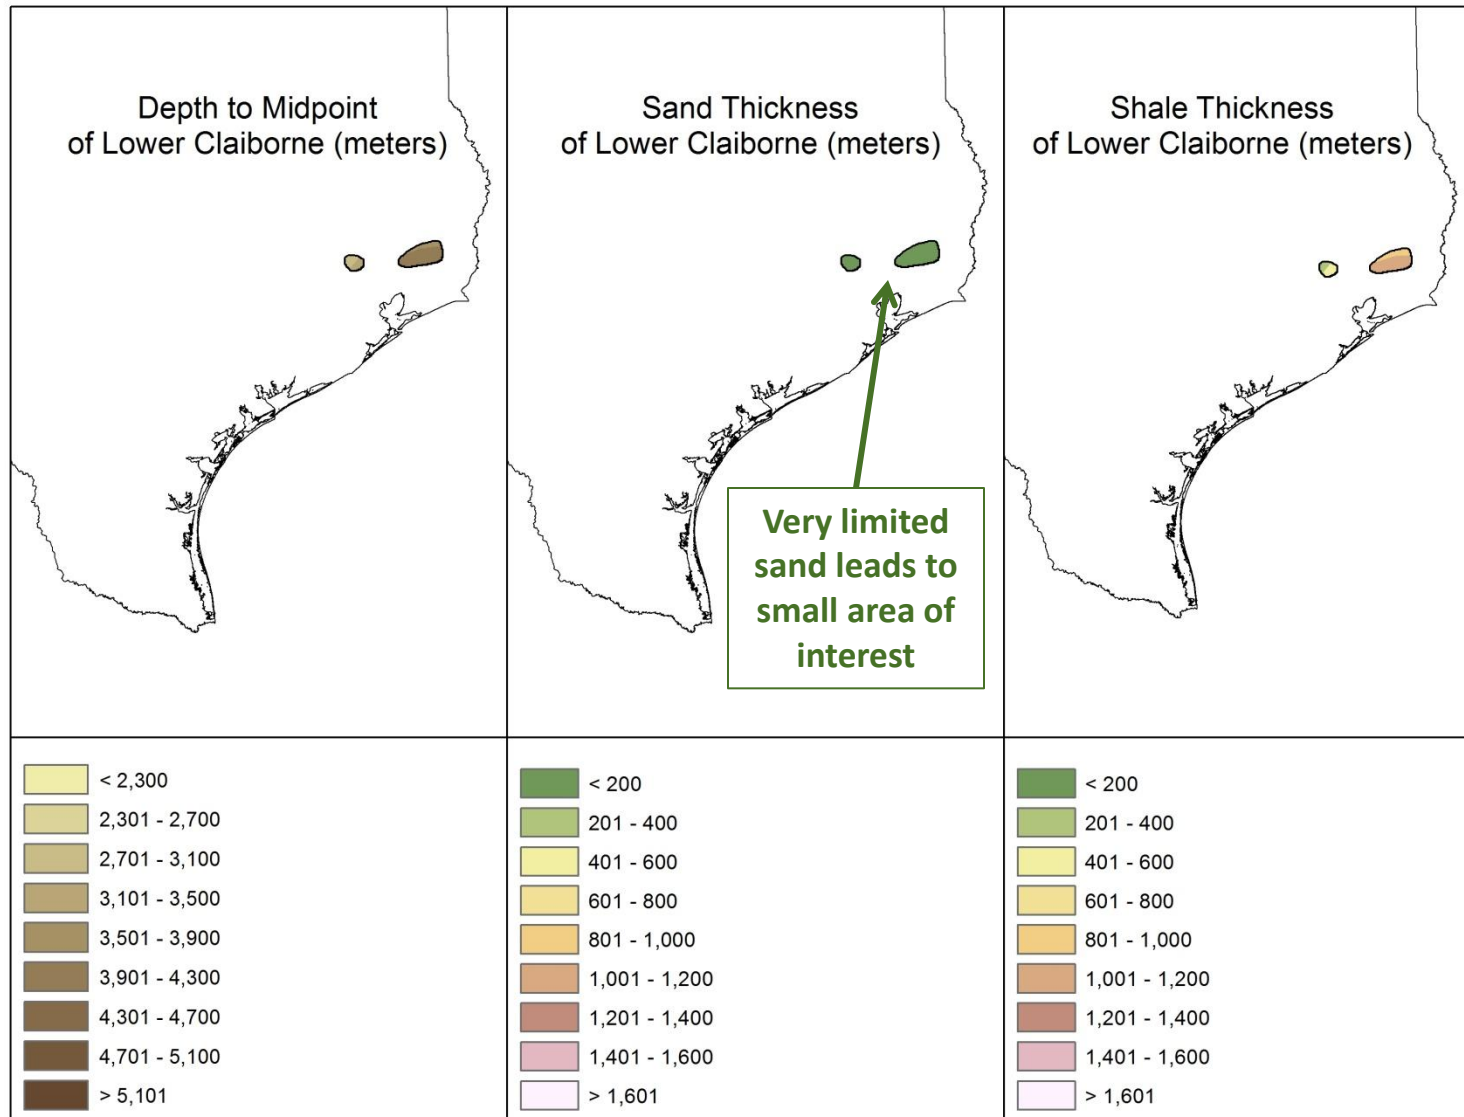 Depth to Midpoint
of Lower Claiborne (meters)
Sand Thickness
of Lower Claiborne (meters)
Shale Thickness
of Lower Claiborne (meters)
Very limited
sand leads to
small area of
interest
< 2,300
2,301 - 2,700
2,701 - 3,100
3,101 - 3,500
3,501 - 3,900
3,901 - 4,300
4,301 - 4,700
4,701 - 5,100
> 5,101
< 200
201 - 400
401 - 600
601 - 800
801 - 1,000
1,001 - 1,200
1,201 - 1,400
1,401 - 1,600
> 1,601
< 200
201 - 400
401 - 600
601 - 800
801 - 1,000
1,001 - 1,200
1,201 - 1,400
1,401 - 1,600
> 1,601